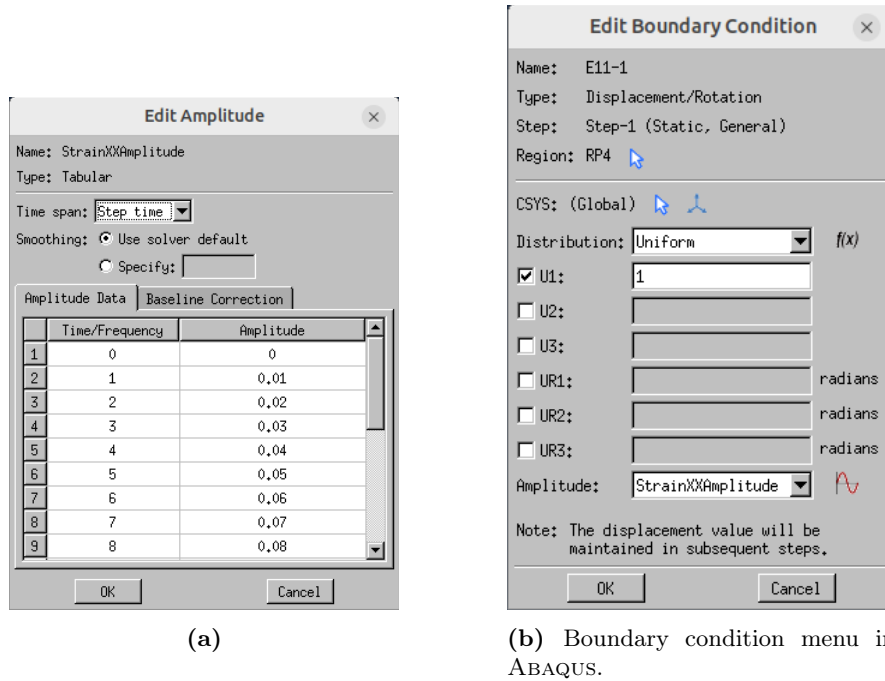 Edit Amplitude
Name: StrainXXAmplitude
Type: Tabular
Time span: Step time
Smoothing: Use solver default
Specify:
Amplitude Data Baseline Correction
Time/Frequency Amplitude
1 0 0
2 1 0.01
3 2 0.02
4 3 0.03
5 4 0.04
6 5 0.05
7 6 0.06
8 7 0.07
9 8 0.08
OK Cancel
(a)
Edit Boundary Condition
Name: E11-1
Type: Displacement/Rotation
Step: Step-1 (Static, General)
Region: RP4
CSYS: (Global)
Distribution: Uniform f(x)
U1: 1
U2:
U3:
UR1: radians
UR2: radians
UR3: radians
Amplitude: StrainXXAmplitude
Note: The displacement value will be
maintained in subsequent steps.
OK Cancel
(b) Boundary condition menu in
ABAQUS.